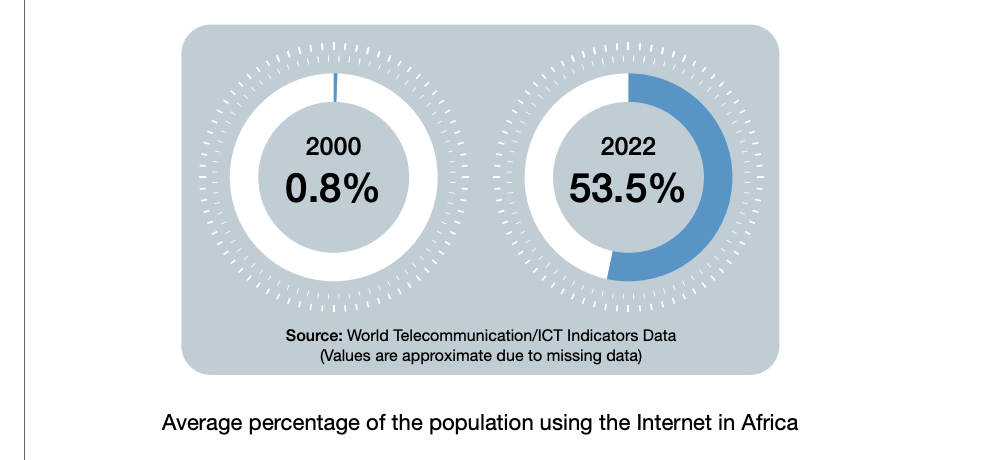 2000
0.8%
2022
53.5%
Source: World Telecommunication/ICT Indicators Data
(Values are approximate due to missing data)
Average percentage of the population using the Internet in Africa